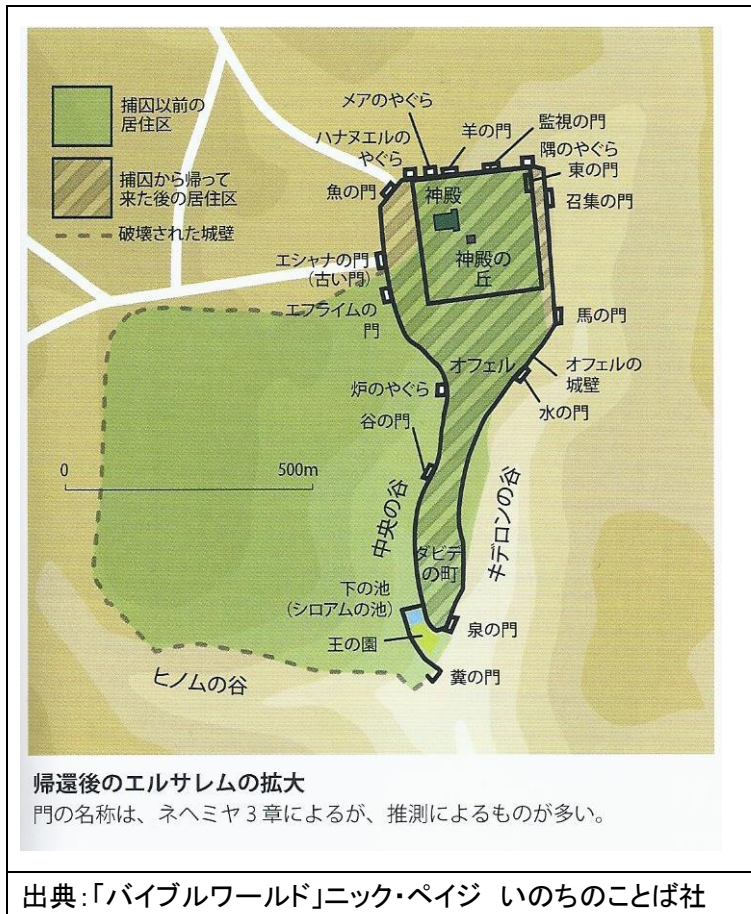 捕囚以前の
居住区
捕囚から帰って
来た後の居住区
破壊された城壁
メアのやぐら
ハナヌエルの
やぐら
羊の門
監視の門
隅のやぐら
東の門
召集の門
魚の門
神殿
神殿の
丘
エシャナの門
(古い門)
エフライムの
門
馬の門
オフェル
オフェルの
城壁
水の門
炉のやぐら
谷の門
0 500m
中央の谷
キデロンの谷
ダビデ
の町
下の池
(シロアムの池)
王の園
泉の門
糞の門
ヒノムの谷
帰還後のエルサレムの拡大
門の名称は、ネヘミヤ3章によるが、推測によるものが多い。
出典:「バイブルワールド」ニック・ペイジ いのちのことば社